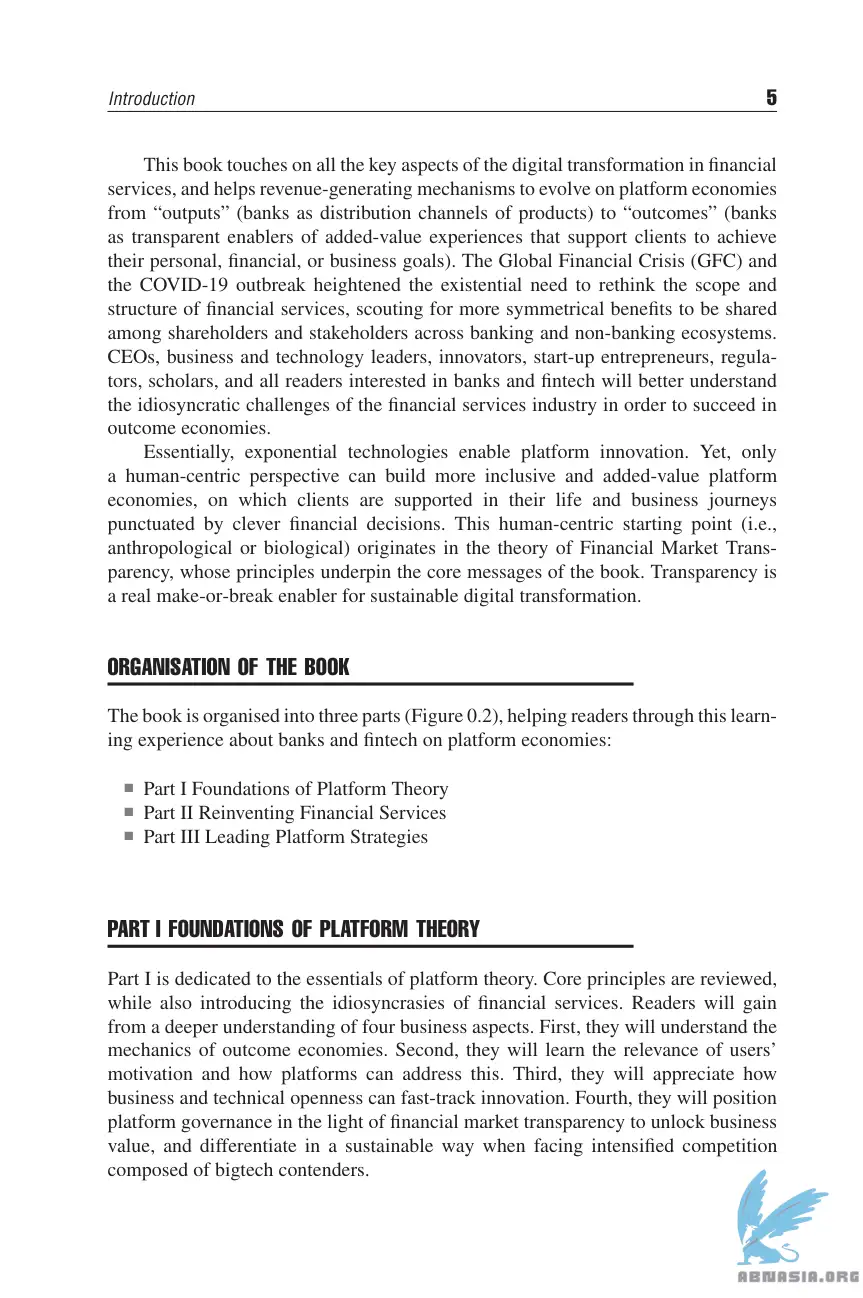 Introduction 5
This book touches on all the key aspects of the digital transformation in financial
services, and helps revenue-generating mechanisms to evolve on platform economies
from “outputs” (banks as distribution channels of products) to “outcomes” (banks
as transparent enablers of added-value experiences that support clients to achieve
their personal, financial, or business goals). The Global Financial Crisis (GFC) and
the COVID-19 outbreak heightened the existential need to rethink the scope and
structure of financial services, scouting for more symmetrical benefits to be shared
among shareholders and stakeholders across banking and non-banking ecosystems.
CEOs, business and technology leaders, innovators, start-up entrepreneurs, regula-
tors, scholars, and all readers interested in banks and fintech will better understand
the idiosyncratic challenges of the financial services industry in order to succeed in
outcome economies.
Essentially, exponential technologies enable platform innovation. Yet, only
a human-centric perspective can build more inclusive and added-value platform
economies, on which clients are supported in their life and business journeys
punctuated by clever financial decisions. This human-centric starting point (i.e.,
anthropological or biological) originates in the theory of Financial Market Trans-
parency, whose principles underpin the core messages of the book. Transparency is
a real make-or-break enabler for sustainable digital transformation.
ORGANISATION OF THE BOOK
The book is organised into three parts (Figure 0.2), helping readers through this learn-
ing experience about banks and fintech on platform economies:
■ Part I Foundations of Platform Theory
■ Part II Reinventing Financial Services
■ Part III Leading Platform Strategies
PART I FOUNDATIONS OF PLATFORM THEORY
Part I is dedicated to the essentials of platform theory. Core principles are reviewed,
while also introducing the idiosyncrasies of financial services. Readers will gain
from a deeper understanding of four business aspects. First, they will understand the
mechanics of outcome economies. Second, they will learn the relevance of users’
motivation and how platforms can address this. Third, they will appreciate how
business and technical openness can fast-track innovation. Fourth, they will position
platform governance in the light of financial market transparency to unlock business
value, and differentiate in a sustainable way when facing intensified competition
composed of bigtech contenders.
ABNASIA.ORG